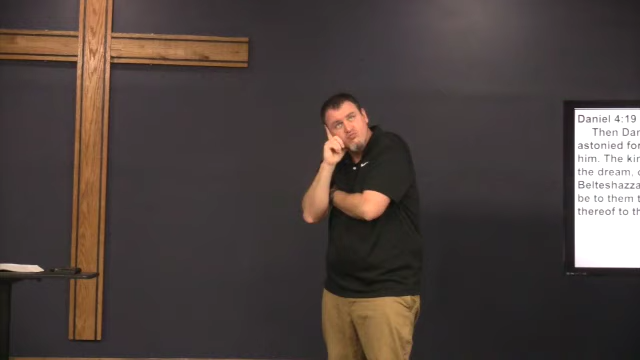 Daniel 4:19
Then Dan
astonied for
him. The kin
the dream, o
Belteshazza
be to them t
thereof to th